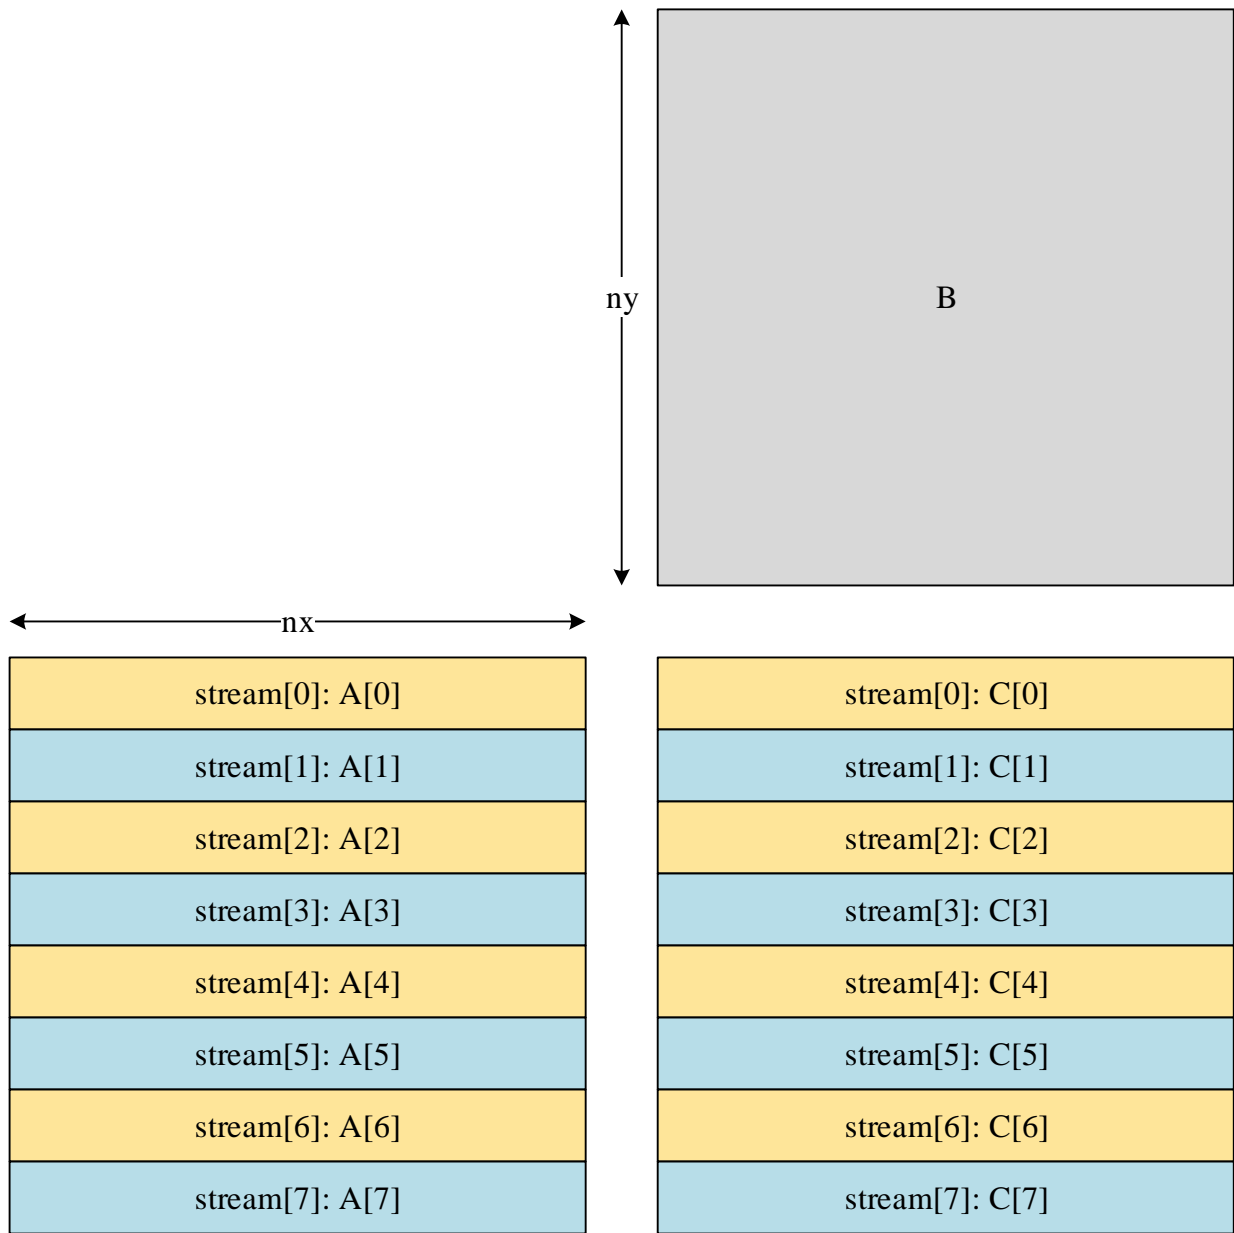 ny
B
nx
stream[0]: A[0]
stream[1]: A[1]
stream[2]: A[2]
stream[3]: A[3]
stream[4]: A[4]
stream[5]: A[5]
stream[6]: A[6]
stream[7]: A[7]
stream[0]: C[0]
stream[1]: C[1]
stream[2]: C[2]
stream[3]: C[3]
stream[4]: C[4]
stream[5]: C[5]
stream[6]: C[6]
stream[7]: C[7]